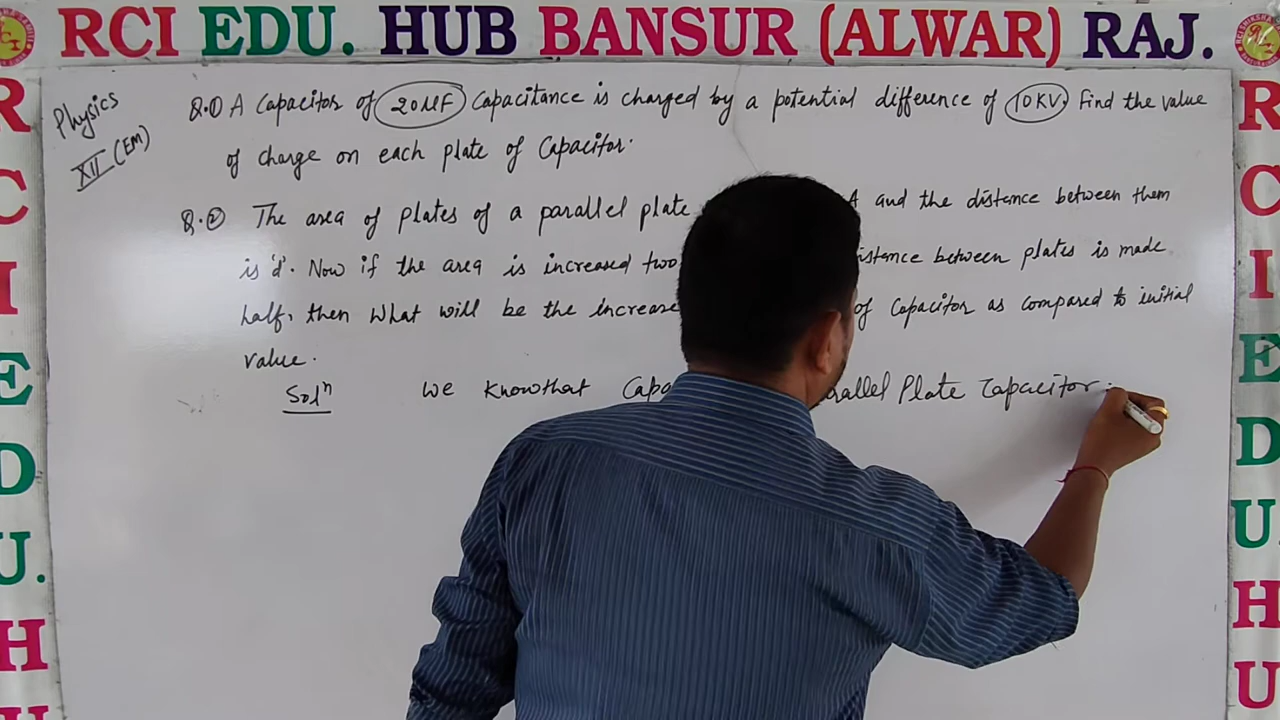 RCI EDU. HUB BANSUR (ALWAR) RAJ.
Physics
XII (EM)
Q.① A Capacitor of 20μF Capacitance is charged by a potential difference of 10KV. Find the value
of charge on each plate of Capacitor.
Q.② The area of plates of a parallel plate A and the distance between them
is 'd'. Now if the area is increased two istance between plates is made
half, then What will be the increase of Capacitor as compared to initial
value.
Solⁿ We Knowthat Capa rallel Plate Capacitor
R
C
I
E
D
U.
H
R
C
I
E
D
U.
H
U